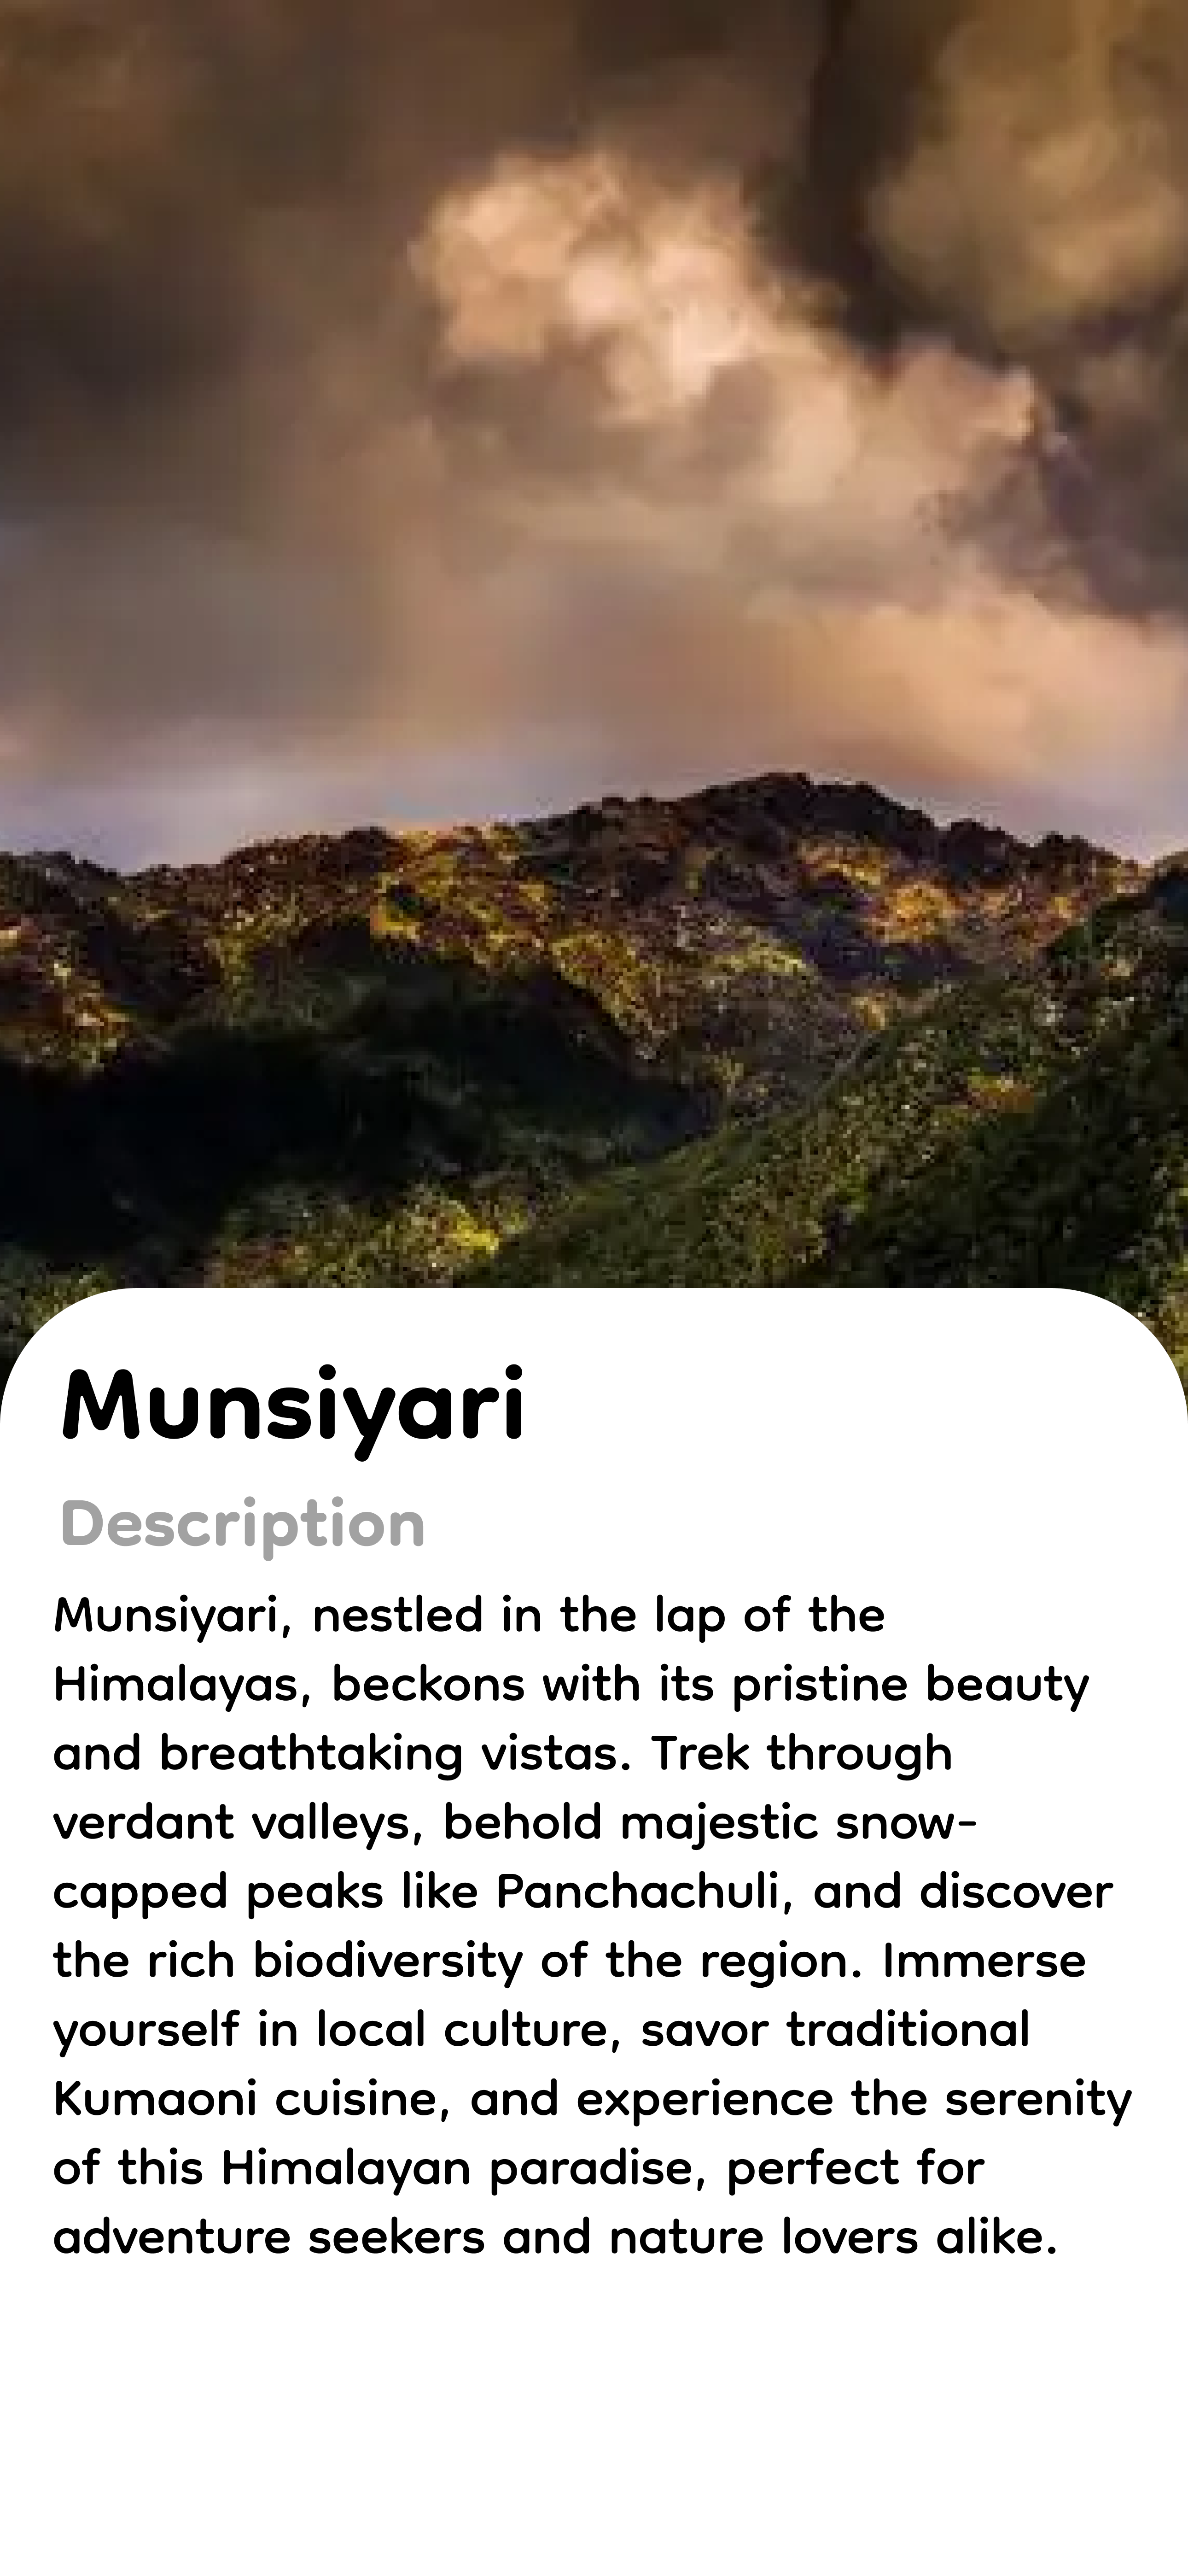 Munsiyari
Description
Munsiyari, nestled in the lap of the
Himalayas, beckons with its pristine beauty
and breathtaking vistas. Trek through
verdant valleys, behold majestic snow-
capped peaks like Panchachuli, and discover
the rich biodiversity of the region. Immerse
yourself in local culture, savor traditional
Kumaoni cuisine, and experience the serenity
of this Himalayan paradise, perfect for
adventure seekers and nature lovers alike.